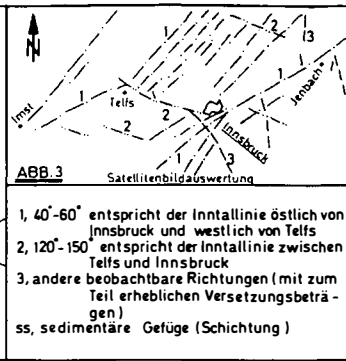 N
1
2
3
1
Jenbach
Telfs
Imst
1
2
2
Innsbruck
1
3
ABB.3
Satellitenbildauswertung
1, 40°-60° entspricht der Inntallinie östlich von
Innsbruck und westlich von Telfs
2, 120°-150° entspricht der Inntallinie zwischen
Telfs und Innsbruck
3, andere beobachtbare Richtungen (mit zum
Teil erheblichen Versetzungsbeträ-
gen)
ss, sedimentäre Gefüge (Schichtung)